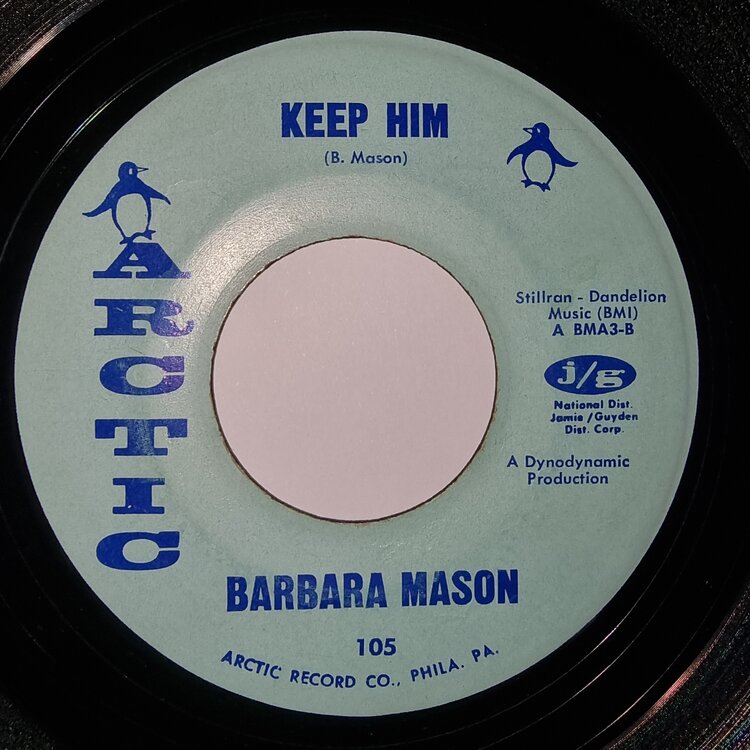 KEEP HIM
(B. Mason)
ARCTIC
Stillran - Dandelion
Music (BMI)
A BMA3-B
j/g
National Dist.
Jamie/Guyden
Dist. Corp.
A Dynodynamic
Production
BARBARA MASON
105
ARCTIC RECORD CO., PHILA. PA.